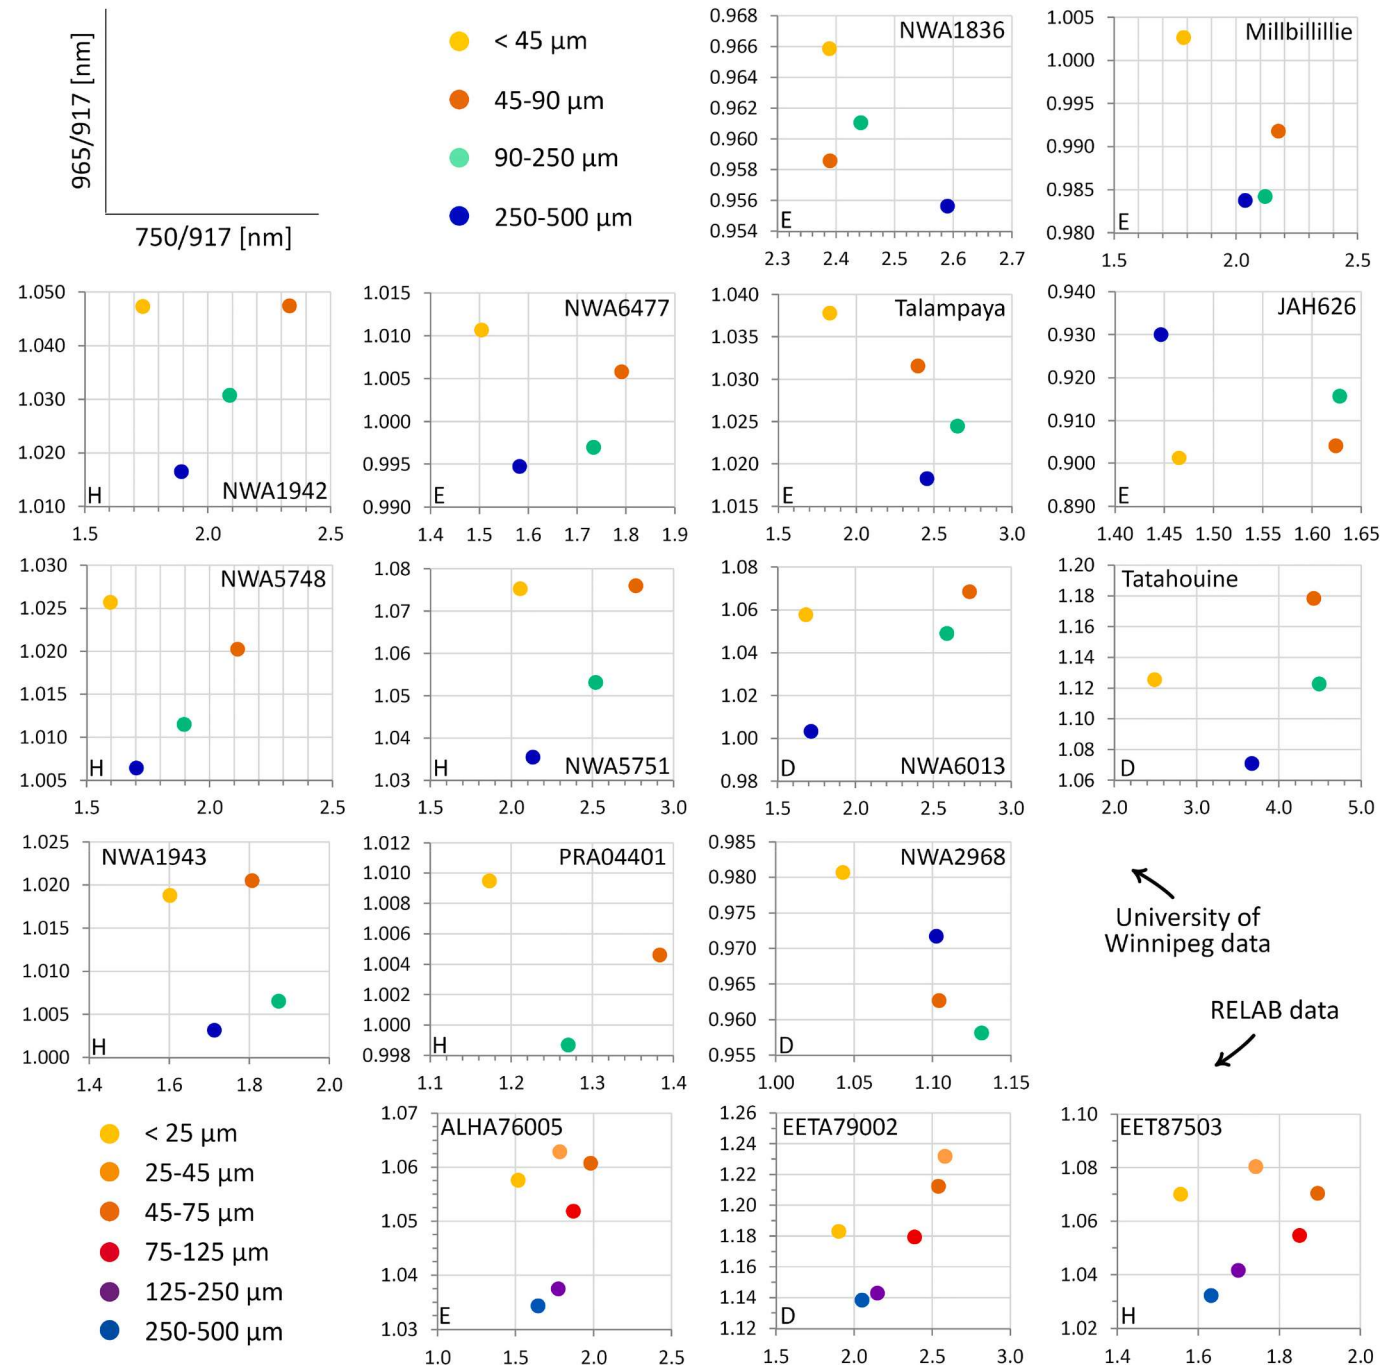 965/917 [nm]
750/917 [nm]
< 45 µm
45-90 µm
90-250 µm
250-500 µm
NWA1836
0.968
0.966
0.964
0.962
0.960
0.958
0.956
0.954
E
2.3 2.4 2.5 2.6 2.7
Millbillillie
1.005
1.000
0.995
0.990
0.985
0.980
E
1.5 2.0 2.5
1.050
1.040
1.030
1.020
1.010
H
NWA1942
1.5 2.0 2.5
NWA6477
1.015
1.010
1.005
1.000
0.995
0.990
E
1.4 1.5 1.6 1.7 1.8 1.9
Talampaya
1.040
1.035
1.030
1.025
1.020
1.015
E
1.5 2.0 2.5 3.0
JAH626
0.940
0.930
0.920
0.910
0.900
0.890
E
1.40 1.45 1.50 1.55 1.60 1.65
NWA5748
1.030
1.025
1.020
1.015
1.010
1.005
H
1.5 2.0 2.5
1.08
1.07
1.06
1.05
1.04
1.03
H
NWA5751
1.5 2.0 2.5 3.0
1.08
1.06
1.04
1.02
1.00
0.98
D
NWA6013
1.5 2.0 2.5 3.0
Tatahouine
1.20
1.18
1.16
1.14
1.12
1.10
1.08
1.06
D
2.0 3.0 4.0 5.0
NWA1943
1.025
1.020
1.015
1.010
1.005
1.000
H
1.4 1.6 1.8 2.0
PRA04401
1.012
1.010
1.008
1.006
1.004
1.002
1.000
0.998
H
1.1 1.2 1.3 1.4
NWA2968
0.985
0.980
0.975
0.970
0.965
0.960
0.955
D
1.00 1.05 1.10 1.15
University of
Winnipeg data
RELAB data
< 25 µm
25-45 µm
45-75 µm
75-125 µm
125-250 µm
250-500 µm
ALHA76005
1.07
1.06
1.05
1.04
1.03
E
1.0 1.5 2.0 2.5
EETA79002
1.26
1.24
1.22
1.20
1.18
1.16
1.14
1.12
D
1.5 2.0 2.5 3.0
EET87503
1.10
1.08
1.06
1.04
1.02
H
1.4 1.6 1.8 2.0